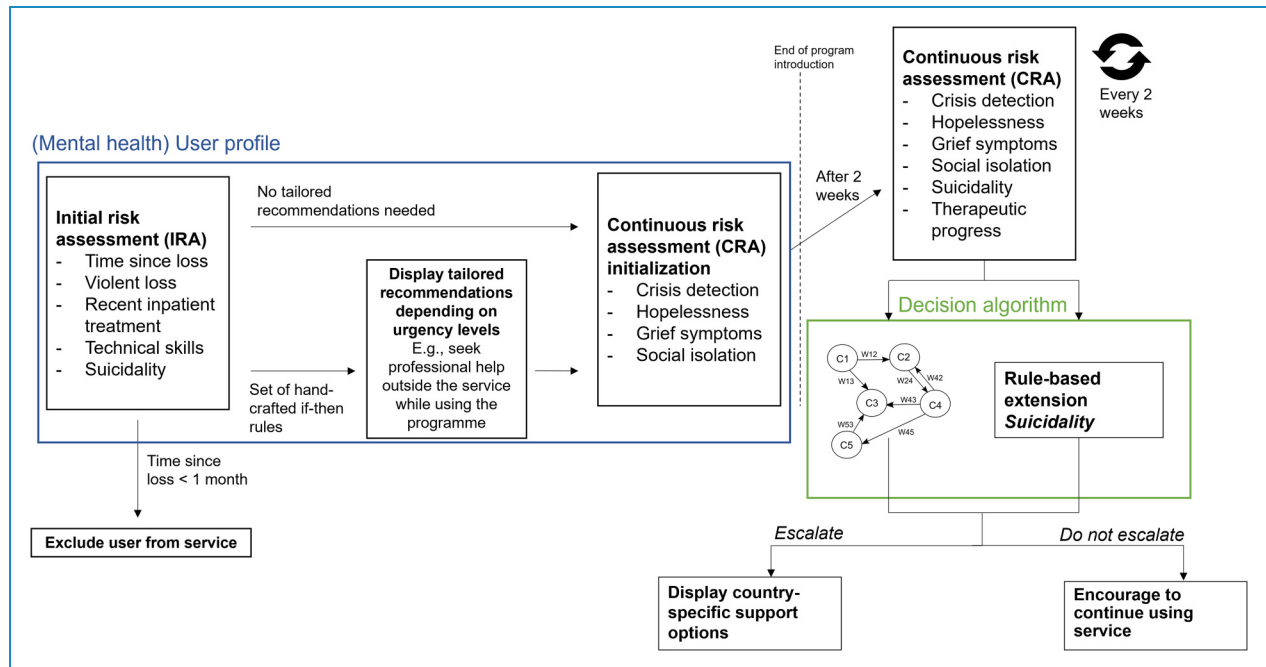 (Mental health) User profile
Initial risk
assessment (IRA)
- Time since loss
- Violent loss
- Recent inpatient
treatment
- Technical skills
- Suicidality
No tailored
recommendations needed
Set of hand-
crafted if-then
rules
Display tailored
recommendations
depending on
urgency levels
E.g., seek
professional help
outside the service
while using the
programme
Continuous risk
assessment (CRA)
initialization
- Crisis detection
- Hopelessness
- Grief symptoms
- Social isolation
Time since
loss < 1 month
Exclude user from service
After 2
weeks
End of program
introduction
Continuous risk
assessment (CRA)
- Crisis detection
- Hopelessness
- Grief symptoms
- Social isolation
- Suicidality
- Therapeutic
progress
Every 2
weeks
Decision algorithm
C1
W12
C2
W13
W24
W42
C3
W43
C4
W53
W45
C5
Rule-based
extension
Suicidality
Escalate
Do not escalate
Display country-
specific support
options
Encourage to
continue using
service